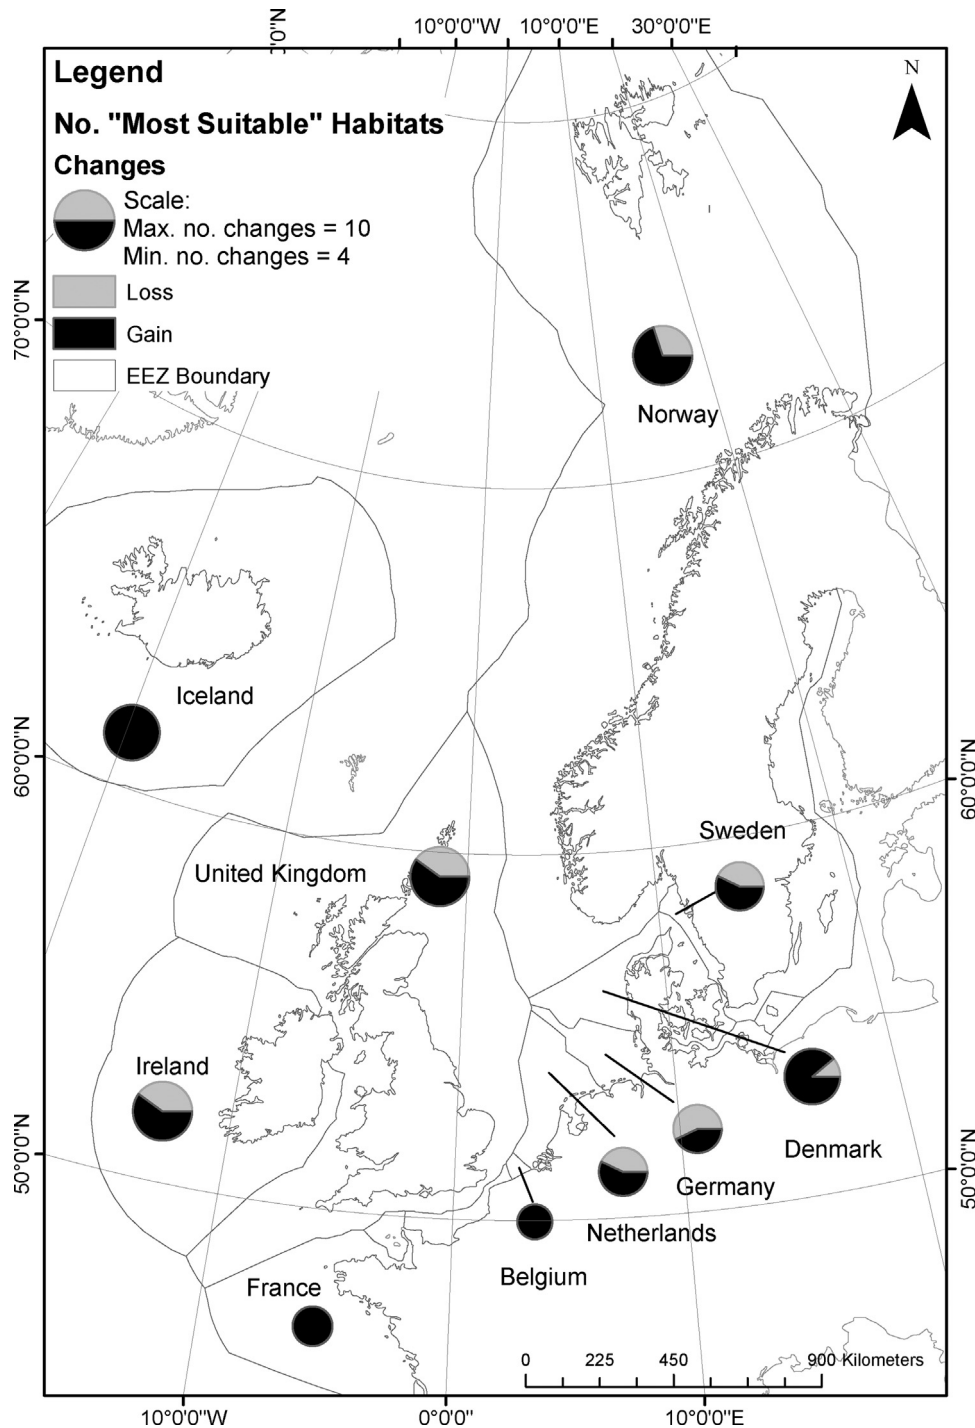 0'0"N
10°0'0"W
10°0'0"E
30°0'0"E
Legend
No. "Most Suitable" Habitats
Changes
Scale:
Max. no. changes = 10
Min. no. changes = 4
Loss
Gain
EEZ Boundary
N
70°0'0"N
Norway
Iceland
60°0'0"N
60°0'0"N
Sweden
United Kingdom
Ireland
50°0'0"N
50°0'0"N
Denmark
Germany
Netherlands
Belgium
France
0 225 450 900 Kilometers
10°0'0"W
0°0'0"
10°0'0"E